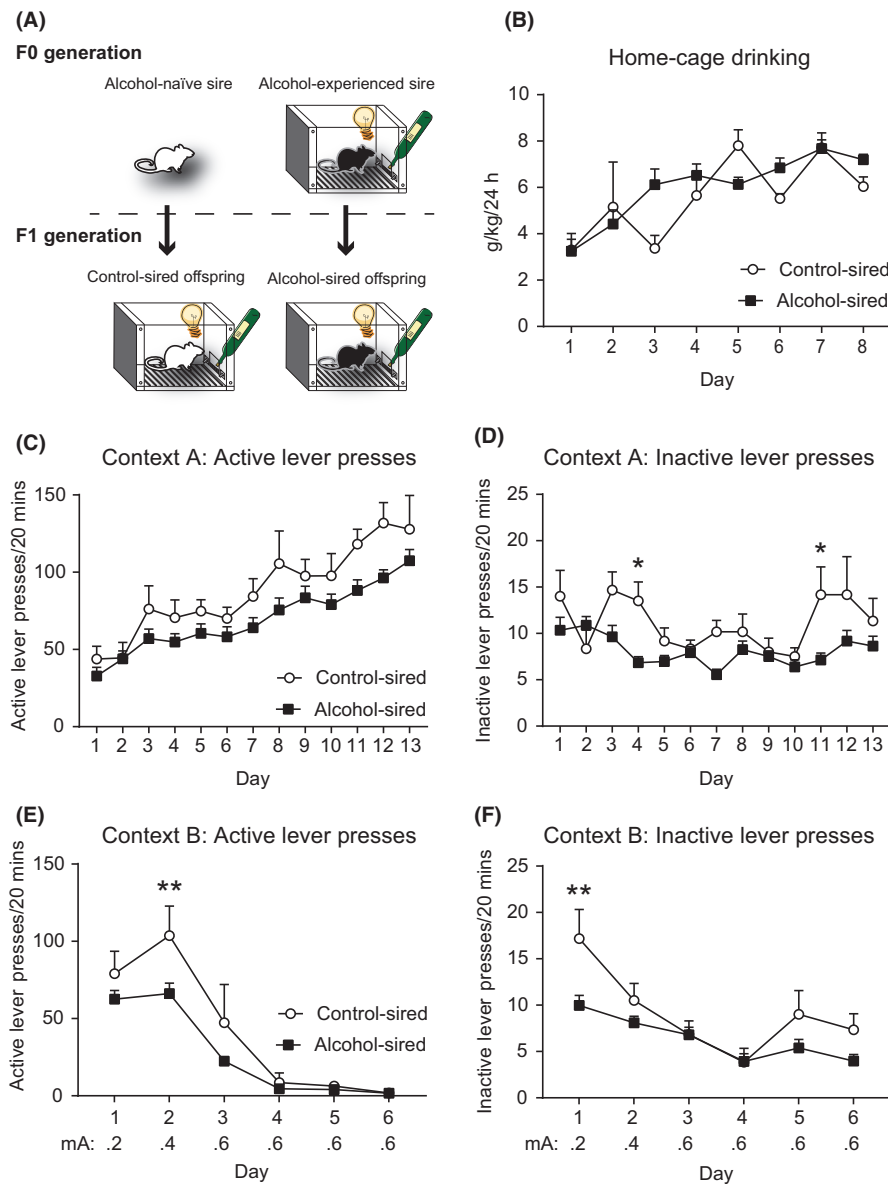 (A)
F0 generation
Alcohol-naïve sire
Alcohol-experienced sire
F1 generation
Control-sired offspring
Alcohol-sired offspring
(B)
Home-cage drinking
g/kg/24 h
10
8
6
4
2
0
Control-sired
Alcohol-sired
1 2 3 4 5 6 7 8
Day
(C)
Context A: Active lever presses
Active lever presses/20 mins
150
100
50
0
Control-sired
Alcohol-sired
1 2 3 4 5 6 7 8 9 10 11 12 13
Day
(D)
Context A: Inactive lever presses
Inactive lever presses/20 mins
25
20
15
10
5
0
* *
1 2 3 4 5 6 7 8 9 10 11 12 13
Day
(E)
Context B: Active lever presses
Active lever presses/20 mins
150
100
50
0
**
Control-sired
Alcohol-sired
1 2 3 4 5 6
mA: .2 .4 .6 .6 .6 .6
Day
(F)
Context B: Inactive lever presses
Inactive lever presses/20 mins
25
20
15
10
5
0
**
1 2 3 4 5 6
mA: .2 .4 .6 .6 .6 .6
Day